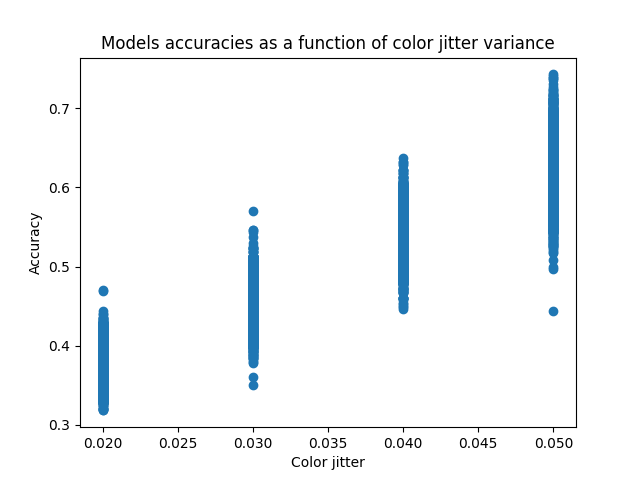 Models accuracies as a function of color jitter variance
0.7
0.6
0.5
0.4
0.3
Accuracy
0.020 0.025 0.030 0.035 0.040 0.045 0.050
Color jitter